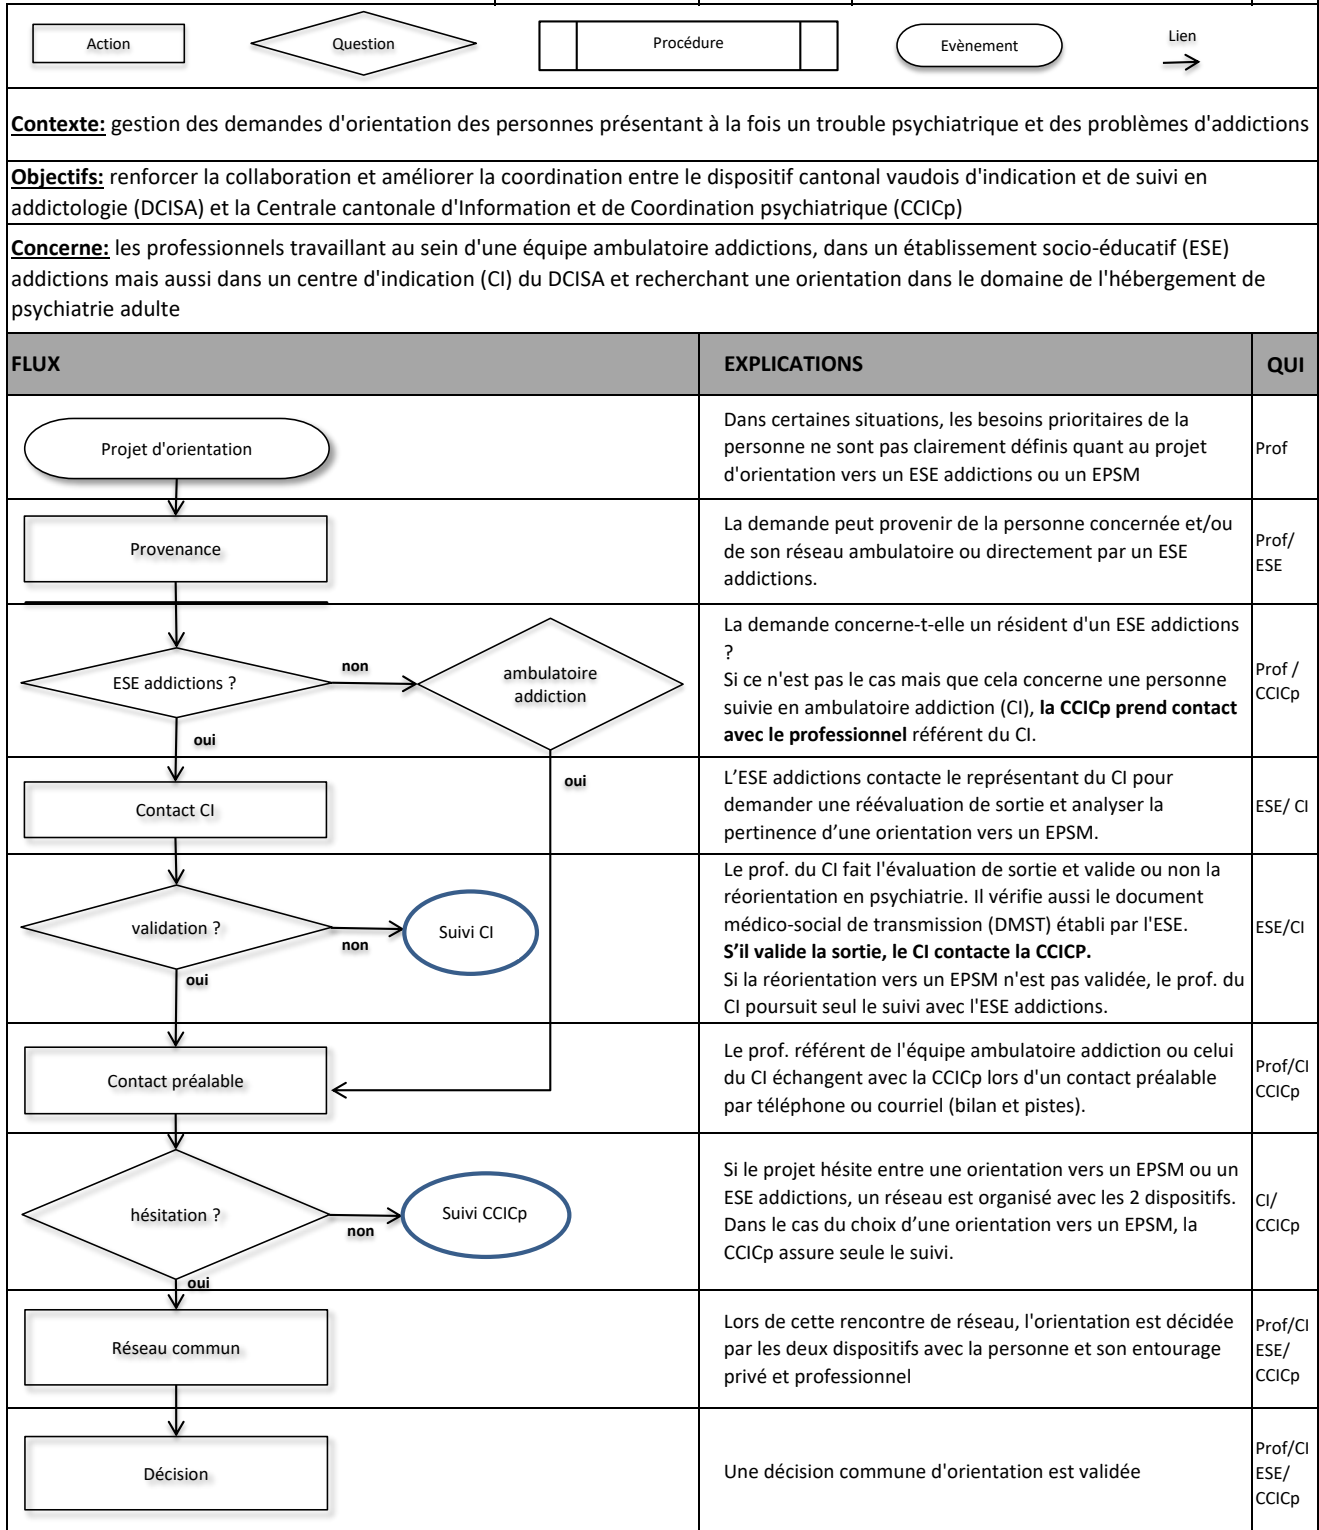 Action
Question
Procédure
Evènement
Lien
Contexte: gestion des demandes d'orientation des personnes présentant à la fois un trouble psychiatrique et des problèmes d'addictions
Objectifs: renforcer la collaboration et améliorer la coordination entre le dispositif cantonal vaudois d'indication et de suivi en
addictologie (DCISA) et la Centrale cantonale d'Information et de Coordination psychiatrique (CCICp)
Concerne: les professionnels travaillant au sein d'une équipe ambulatoire addictions, dans un établissement socio-éducatif (ESE)
addictions mais aussi dans un centre d'indication (CI) du DCISA et recherchant une orientation dans le domaine de l'hébergement de
psychiatrie adulte
FLUX
EXPLICATIONS
QUI
Projet d'orientation
Dans certaines situations, les besoins prioritaires de la
personne ne sont pas clairement définis quant au projet
d'orientation vers un ESE addictions ou un EPSM
Prof
Provenance
La demande peut provenir de la personne concernée et/ou
de son réseau ambulatoire ou directement par un ESE
addictions.
Prof/
ESE
ESE addictions ?
non
ambulatoire
addiction
oui
La demande concerne-t-elle un résident d'un ESE addictions
?
Si ce n'est pas le cas mais que cela concerne une personne
suivie en ambulatoire addiction (CI), la CCICp prend contact
avec le professionnel référent du CI.
Prof /
CCICp
Contact CI
oui
L’ESE addictions contacte le représentant du CI pour
demander une réévaluation de sortie et analyser la
pertinence d’une orientation vers un EPSM.
ESE/ CI
validation ?
non
Suivi CI
oui
Le prof. du CI fait l'évaluation de sortie et valide ou non la
réorientation en psychiatrie. Il vérifie aussi le document
médico-social de transmission (DMST) établi par l'ESE.
S’il valide la sortie, le CI contacte la CCICP.
Si la réorientation vers un EPSM n'est pas validée, le prof. du
CI poursuit seul le suivi avec l'ESE addictions.
ESE/CI
Contact préalable
Le prof. référent de l'équipe ambulatoire addiction ou celui
du CI échangent avec la CCICp lors d'un contact préalable
par téléphone ou courriel (bilan et pistes).
Prof/CI
CCICp
hésitation ?
non
Suivi CCICp
oui
Si le projet hésite entre une orientation vers un EPSM ou un
ESE addictions, un réseau est organisé avec les 2 dispositifs.
Dans le cas du choix d’une orientation vers un EPSM, la
CCICp assure seule le suivi.
CI/
CCICp
Réseau commun
Lors de cette rencontre de réseau, l'orientation est décidée
par les deux dispositifs avec la personne et son entourage
privé et professionnel
Prof/CI
ESE/
CCICp
Décision
Une décision commune d'orientation est validée
Prof/CI
ESE/
CCICp